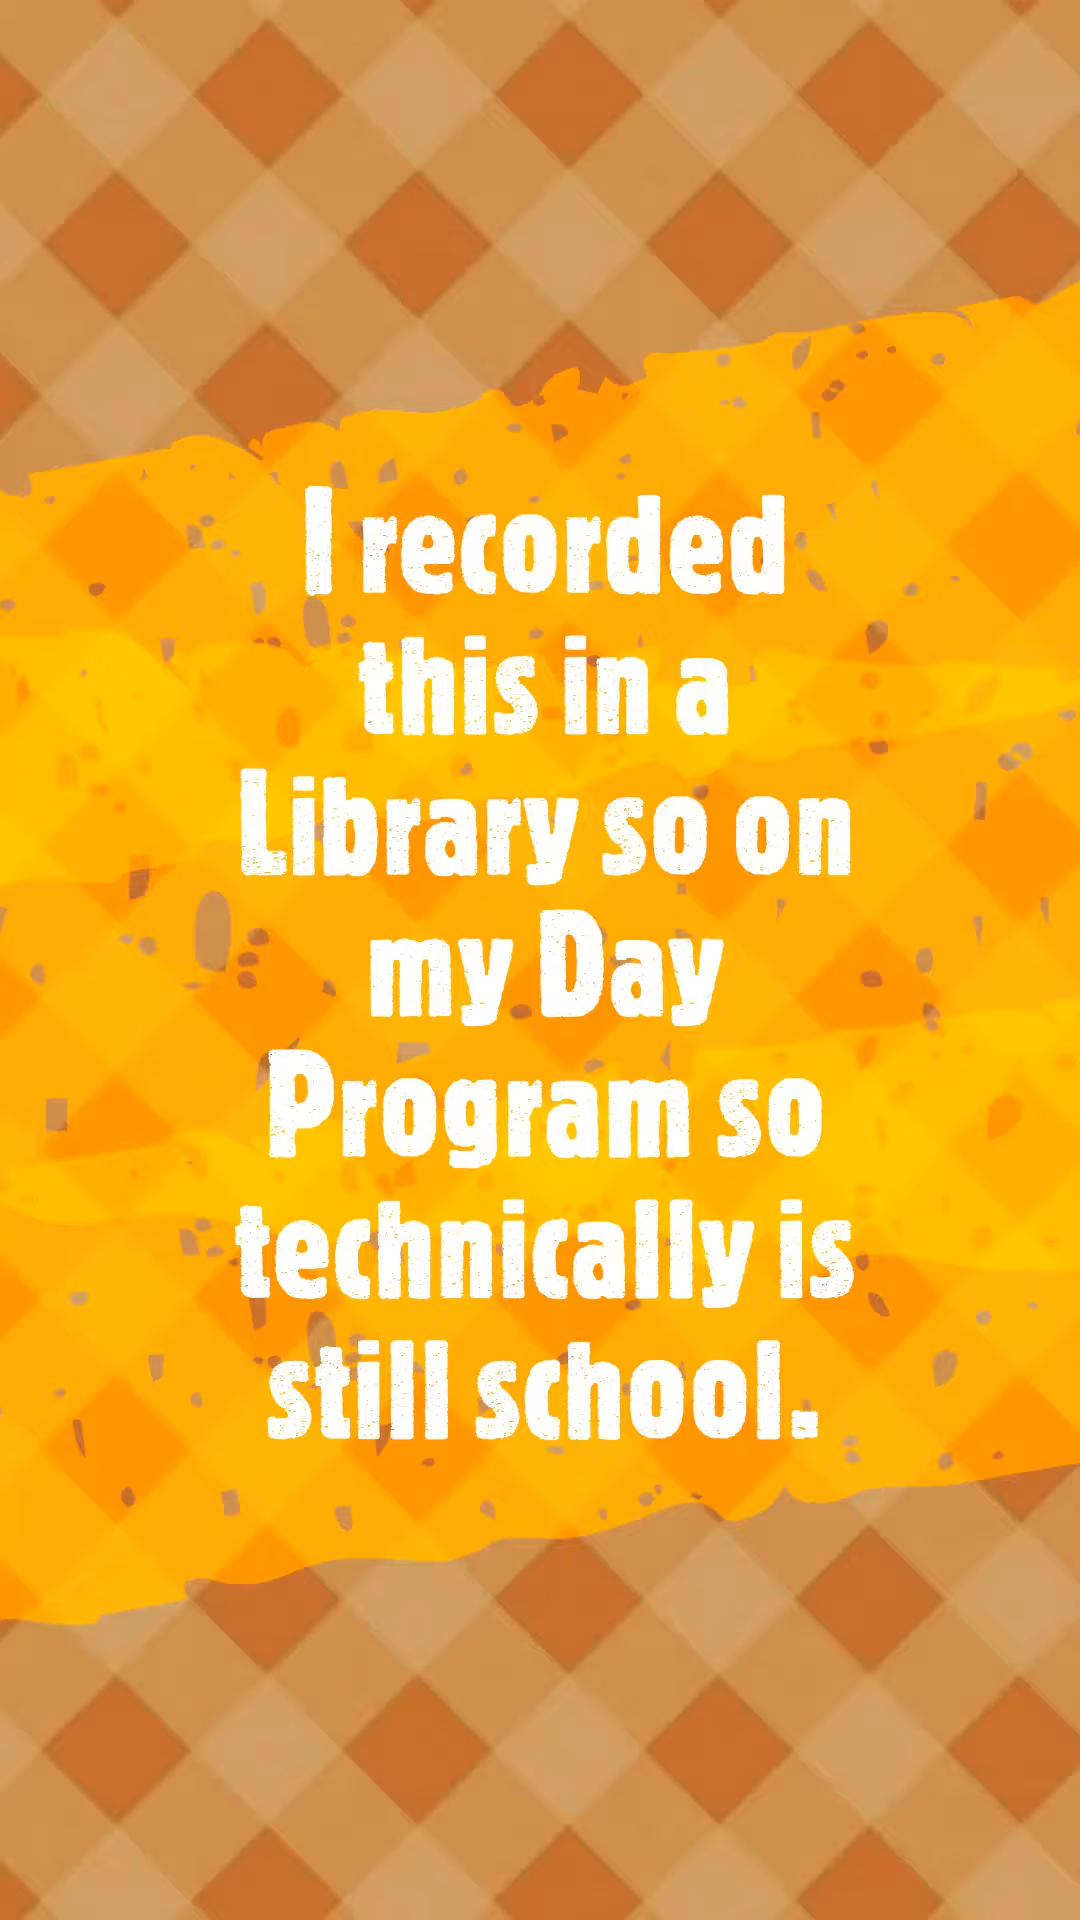 I recorded
this in a
Library so on
my Day
Program so
technically is
still school.